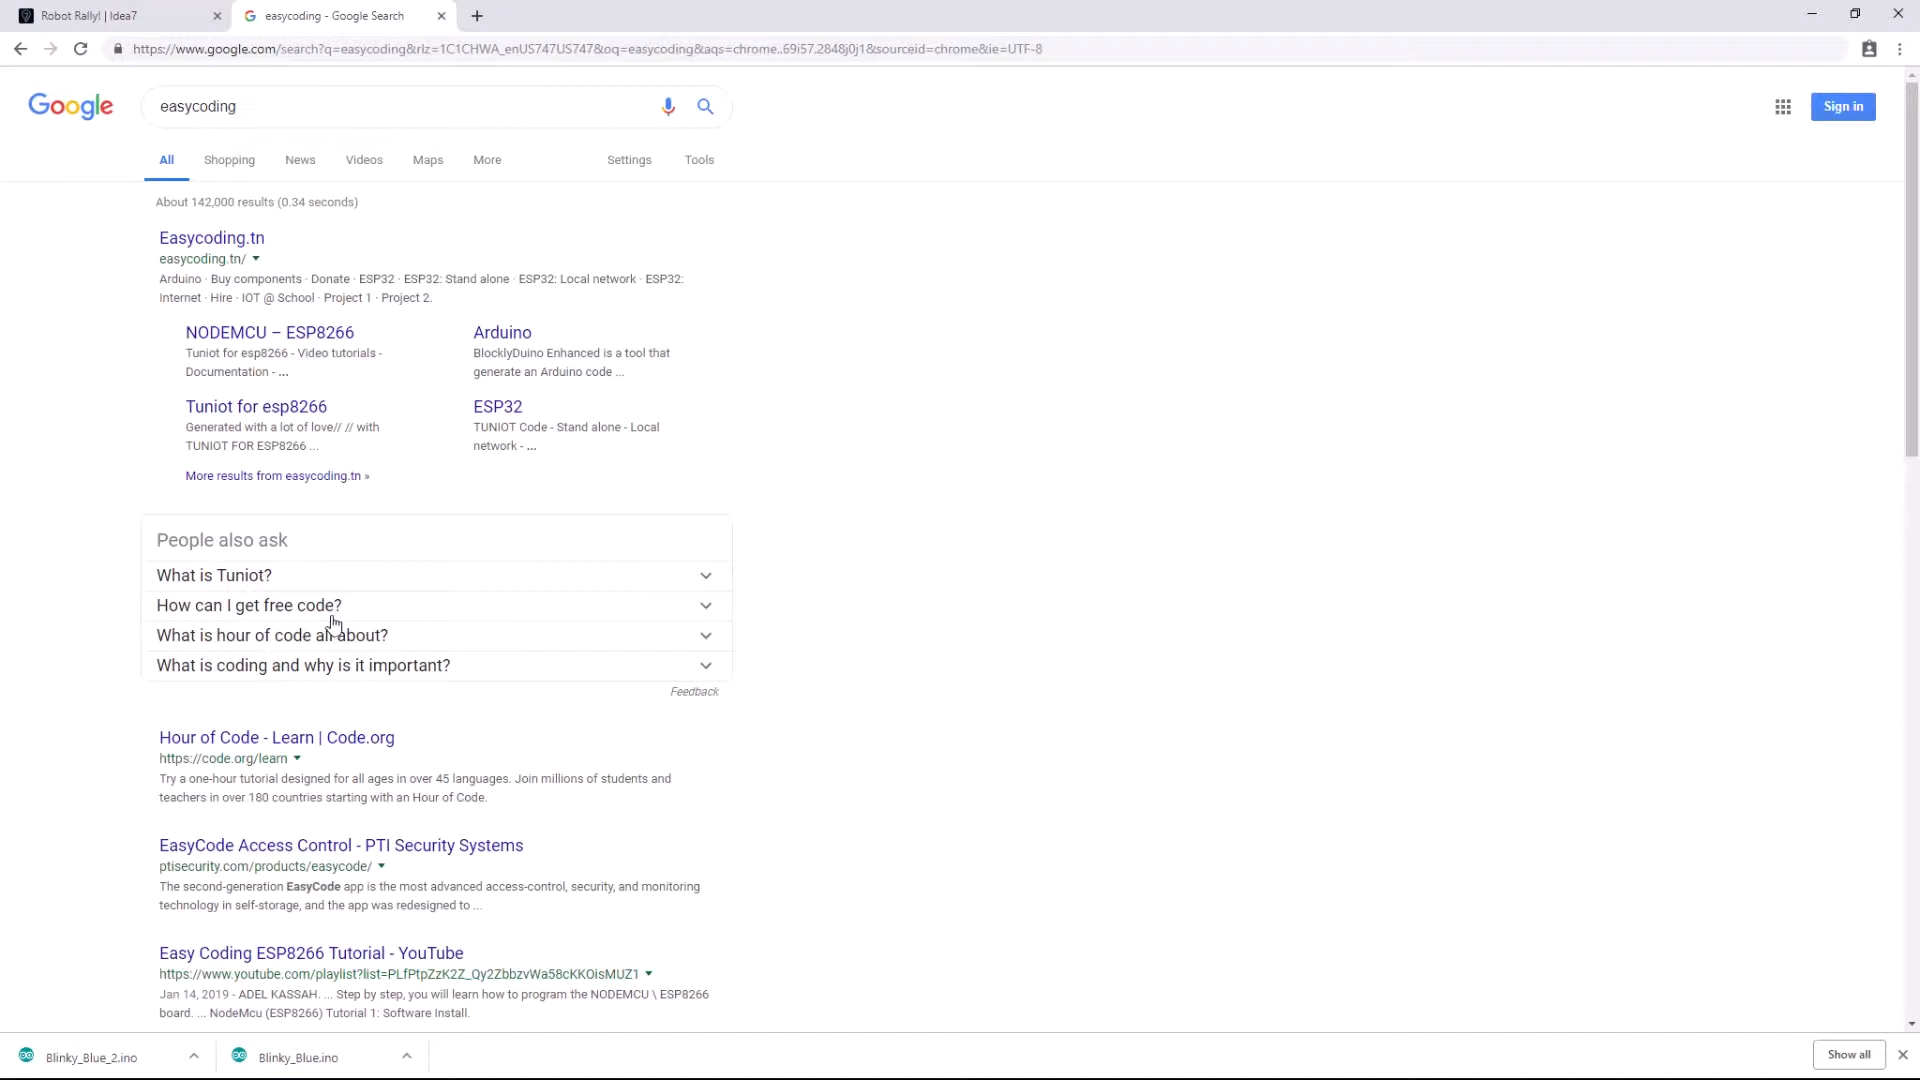 Robot Rally! | Idea7
easycoding - Google Search
https://www.google.com/search?q=easycoding&rlz=1C1CHWA_enUS747US747&oq=easycoding&aqs=chrome..69i57.2848j0j1&sourceid=chrome&ie=UTF-8
Google
easycoding
Sign in
All Shopping News Videos Maps More Settings Tools
About 142,000 results (0.34 seconds)
Easycoding.tn
easycoding.tn/
Arduino · Buy components · Donate · ESP32 · ESP32: Stand alone · ESP32: Local network · ESP32:
Internet · Hire · IOT @ School · Project 1 · Project 2.
NODEMCU – ESP8266
Tuniot for esp8266 - Video tutorials -
Documentation - ...
Arduino
BlocklyDuino Enhanced is a tool that
generate an Arduino code ...
Tuniot for esp8266
Generated with a lot of love// // with
TUNIOT FOR ESP8266 ...
ESP32
TUNIOT Code - Stand alone - Local
network - ...
More results from easycoding.tn »
People also ask
What is Tuniot?
How can I get free code?
What is hour of code all about?
What is coding and why is it important?
Feedback
Hour of Code - Learn | Code.org
https://code.org/learn
Try a one-hour tutorial designed for all ages in over 45 languages. Join millions of students and
teachers in over 180 countries starting with an Hour of Code.
EasyCode Access Control - PTI Security Systems
ptisecurity.com/products/easycode/
The second-generation EasyCode app is the most advanced access-control, security, and monitoring
technology in self-storage, and the app was redesigned to ...
Easy Coding ESP8266 Tutorial - YouTube
https://www.youtube.com/playlist?list=PLfPtpZzK2Z_Qy2ZbbzvWa58cKKOisMUZ1
Jan 14, 2019 - ADEL KASSAH. ... Step by step, you will learn how to program the NODEMCU \ ESP8266
board. ... NodeMcu (ESP8266) Tutorial 1: Software Install.
Blinky_Blue_2.ino
Blinky_Blue.ino
Show all